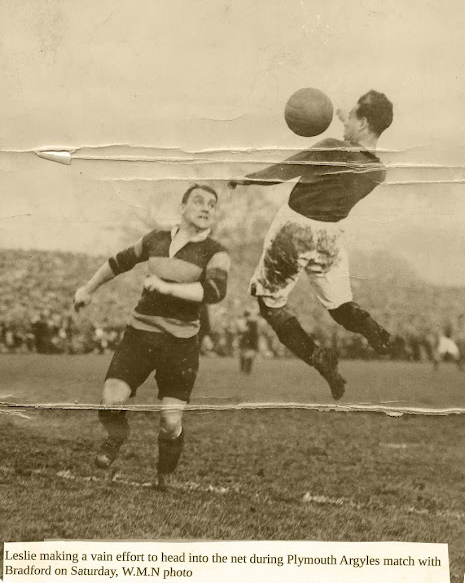 Leslie making a vain effort to head into the net during Plymouth Argyles match with
Bradford on Saturday, W.M.N photo